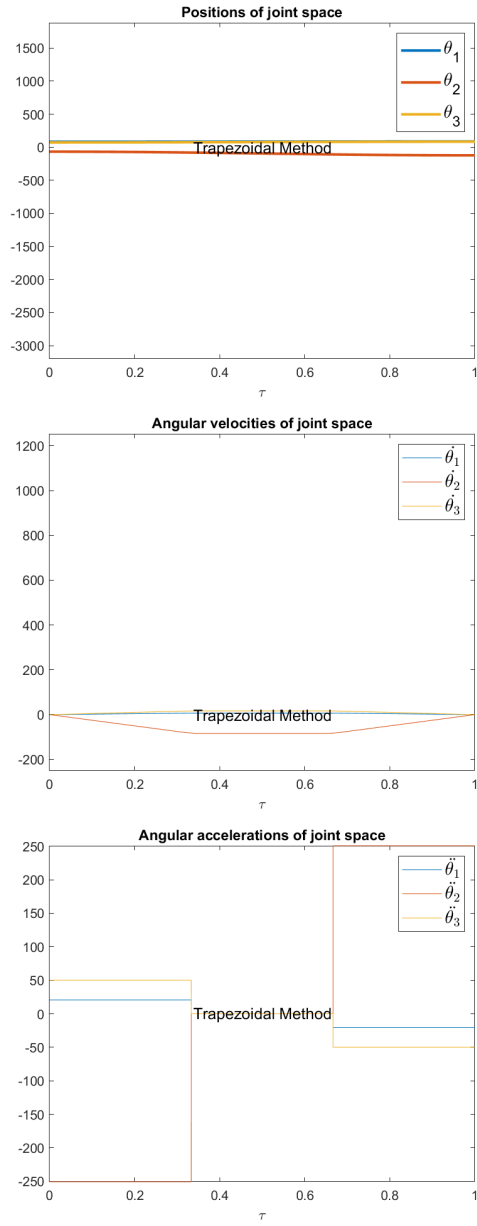 Positions of joint space
1500
1000
500
0
-500
-1000
-1500
-2000
-2500
-3000
θ1
θ2
θ3
Trapezoidal Method
0 0.2 0.4 0.6 0.8 1
τ
Angular velocities of joint space
1200
1000
800
600
400
200
0
-200
θ̇1
θ̇2
θ̇3
Trapezoidal Method
0 0.2 0.4 0.6 0.8 1
τ
Angular accelerations of joint space
250
200
150
100
50
0
-50
-100
-150
-200
-250
θ̈1
θ̈2
θ̈3
Trapezoidal Method
0 0.2 0.4 0.6 0.8 1
τ